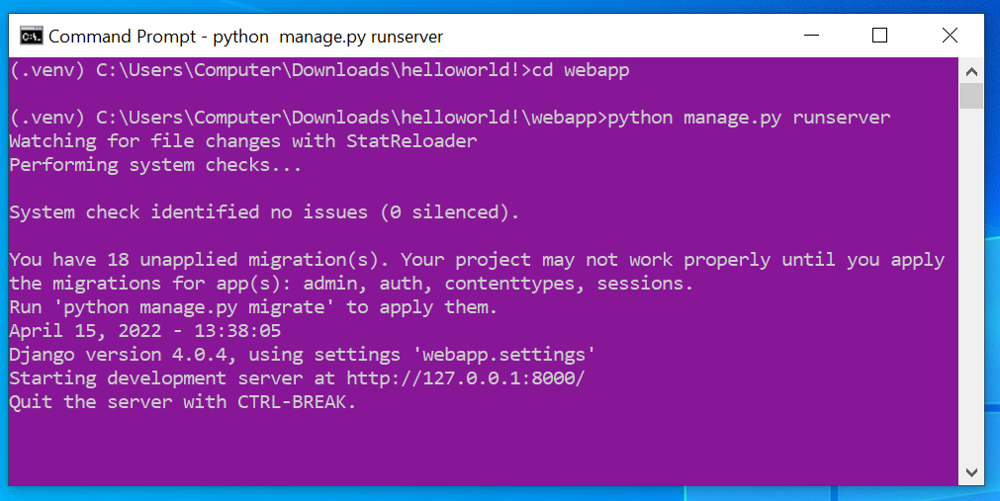 Command Prompt - python  manage.py runserver
(.venv) C:\Users\Computer\Downloads\helloworld!>cd webapp
(.venv) C:\Users\Computer\Downloads\helloworld!\webapp>python manage.py runserver
Watching for file changes with StatReloader
Performing system checks...
System check identified no issues (0 silenced).
You have 18 unapplied migration(s). Your project may not work properly until you apply
the migrations for app(s): admin, auth, contenttypes, sessions.
Run 'python manage.py migrate' to apply them.
April 15, 2022 - 13:38:05
Django version 4.0.4, using settings 'webapp.settings'
Starting development server at http://127.0.0.1:8000/
Quit the server with CTRL-BREAK.